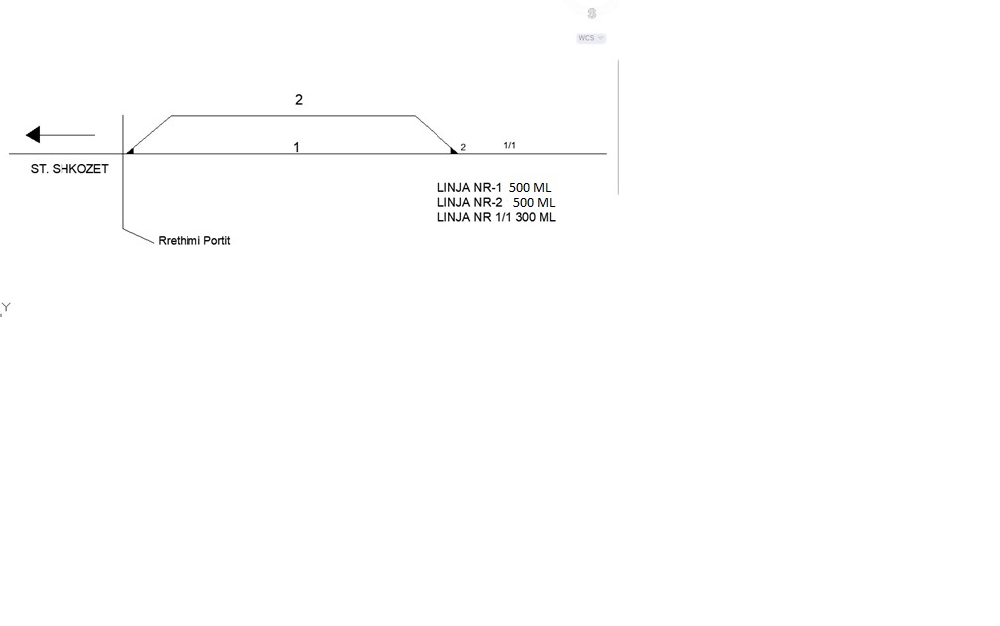 S
WCS
2
1
2
1/1
ST. SHKOZET
LINJA NR-1 500 ML
LINJA NR-2 500 ML
LINJA NR 1/1 300 ML
Rrethimi Portit
Y